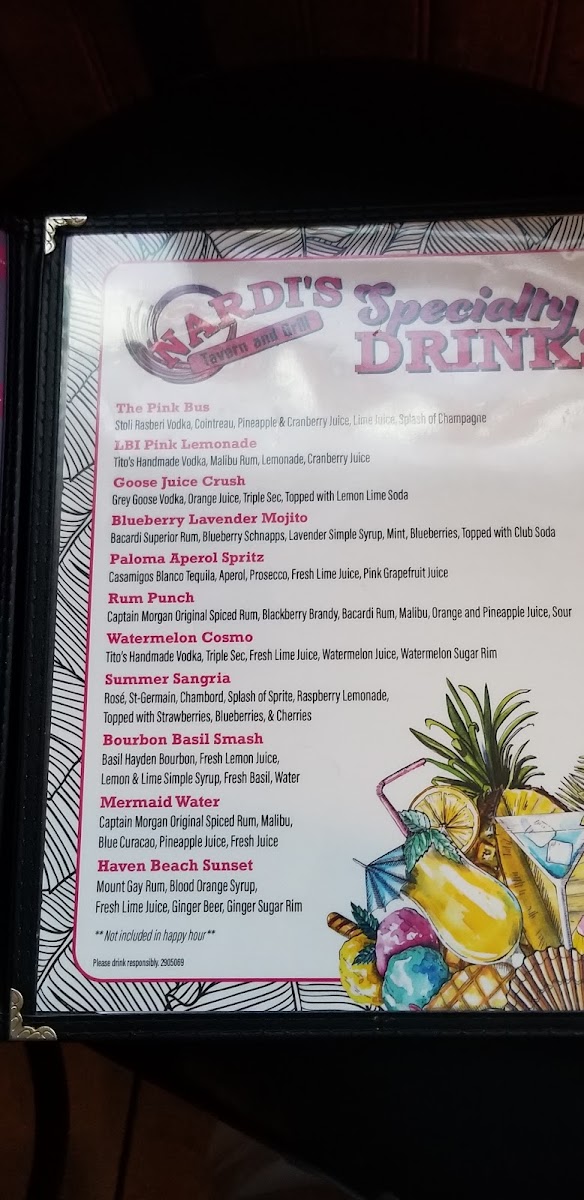 NARDI'S
Tavern and Grill
Specialty
DRINKS
The Pink Bus
Stoli Rasberi Vodka, Cointreau, Pineapple & Cranberry Juice, Lime Juice, Splash of Champagne
LBI Pink Lemonade
Tito's Handmade Vodka, Malibu Rum, Lemonade, Cranberry Juice
Goose Juice Crush
Grey Goose Vodka, Orange Juice, Triple Sec, Topped with Lemon Lime Soda
Blueberry Lavender Mojito
Bacardi Superior Rum, Blueberry Schnapps, Lavender Simple Syrup, Mint, Blueberries, Topped with Club Soda
Paloma Aperol Spritz
Casamigos Blanco Tequila, Aperol, Prosecco, Fresh Lime Juice, Pink Grapefruit Juice
Rum Punch
Captain Morgan Original Spiced Rum, Blackberry Brandy, Bacardi Rum, Malibu, Orange and Pineapple Juice, Sour
Watermelon Cosmo
Tito's Handmade Vodka, Triple Sec, Fresh Lime Juice, Watermelon Juice, Watermelon Sugar Rim
Summer Sangria
Rosé, St-Germain, Chambord, Splash of Sprite, Raspberry Lemonade,
Topped with Strawberries, Blueberries, & Cherries
Bourbon Basil Smash
Basil Hayden Bourbon, Fresh Lemon Juice,
Lemon & Lime Simple Syrup, Fresh Basil, Water
Mermaid Water
Captain Morgan Original Spiced Rum, Malibu,
Blue Curacao, Pineapple Juice, Fresh Juice
Haven Beach Sunset
Mount Gay Rum, Blood Orange Syrup,
Fresh Lime Juice, Ginger Beer, Ginger Sugar Rim
**Not included in happy hour**
Please drink responsibly. 2905069